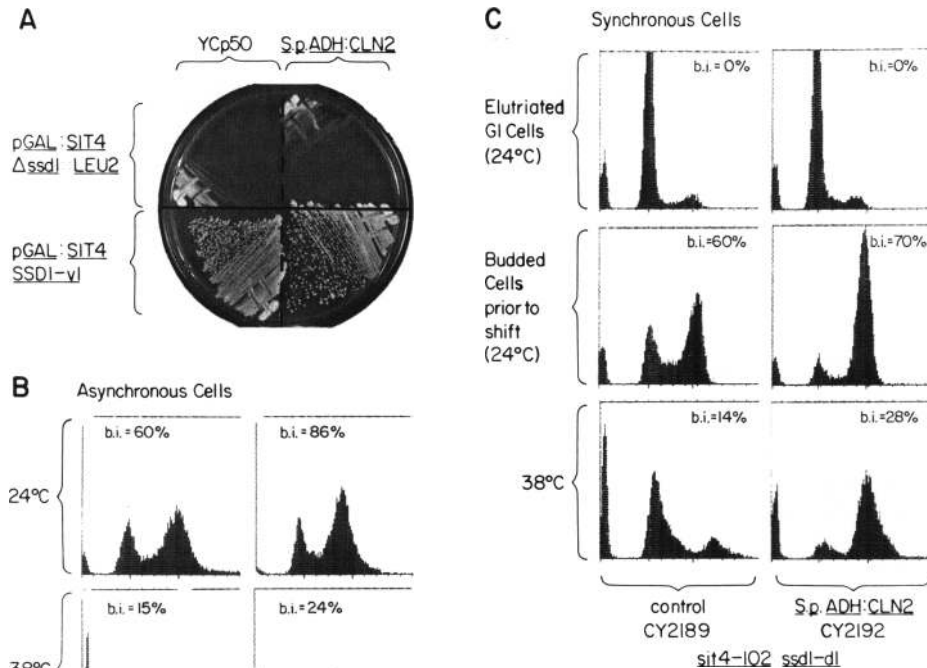 A
YCp50 S.p.ADH:CLN2
pGAL:SIT4
Δssd1 LEU2
pGAL:SIT4
SSD1-v1
B Asynchronous Cells
24°C
b.i.=60% b.i.=86%
38°C
b.i.=15% b.i.=24%
C Synchronous Cells
Elutriated
G1 Cells
(24°C)
b.i.=0% b.i.=0%
Budded
Cells
prior to
shift
(24°C)
b.i.=60% b.i.=70%
38°C
b.i.=14% b.i.=28%
control S.p.ADH:CLN2
CY2189 CY2192
sit4-102 ssd1-d1